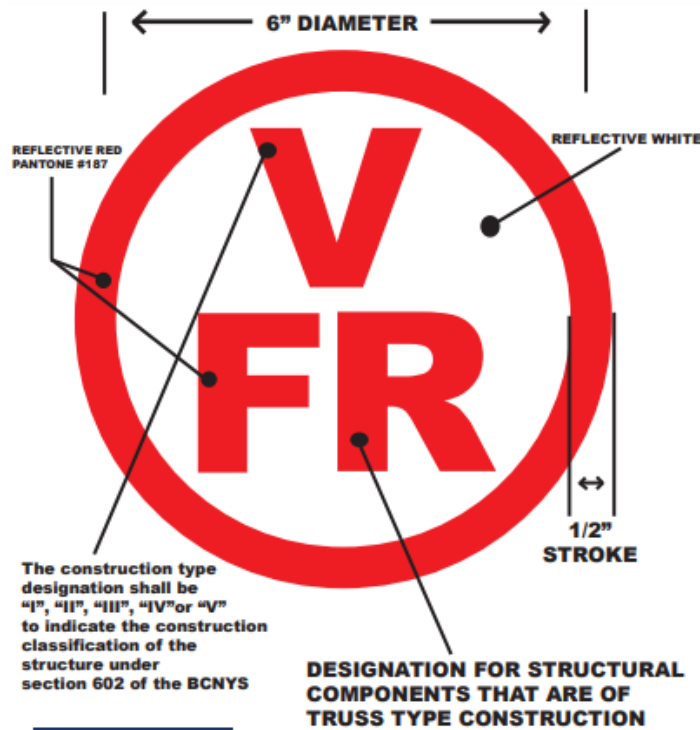 6” DIAMETER
REFLECTIVE RED
PANTONE #187
REFLECTIVE WHITE
V
FR
1/2”
STROKE
The construction type
designation shall be
“I”, “II”, “III”, “IV”or “V”
to indicate the construction
classification of the
structure under
section 602 of the BCNYS
DESIGNATION FOR STRUCTURAL
COMPONENTS THAT ARE OF
TRUSS TYPE CONSTRUCTION